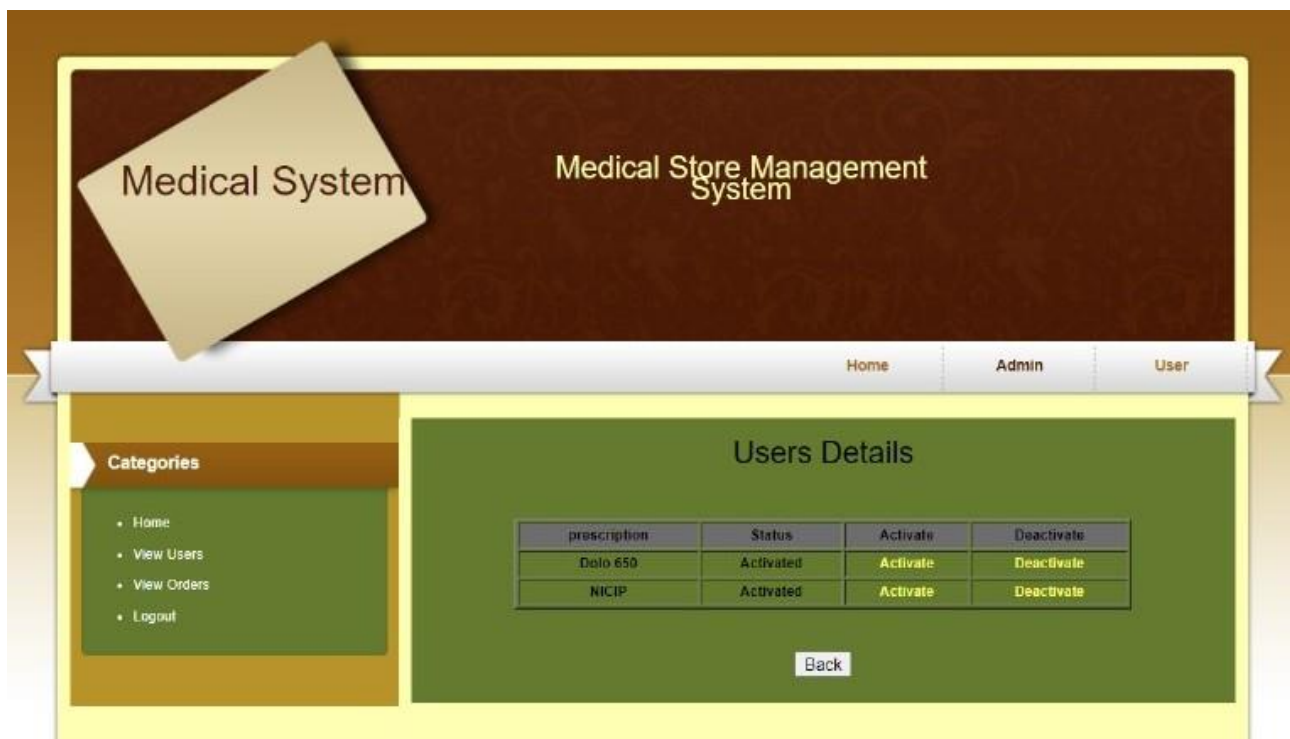 Medical System
Medical Store Management
System
Home Admin User
Categories
Home
View Users
View Orders
Logout
Users Details
prescription Status Activate Deactivate
Dolo 650 Activated Activate Deactivate
NICIP Activated Activate Deactivate
Back